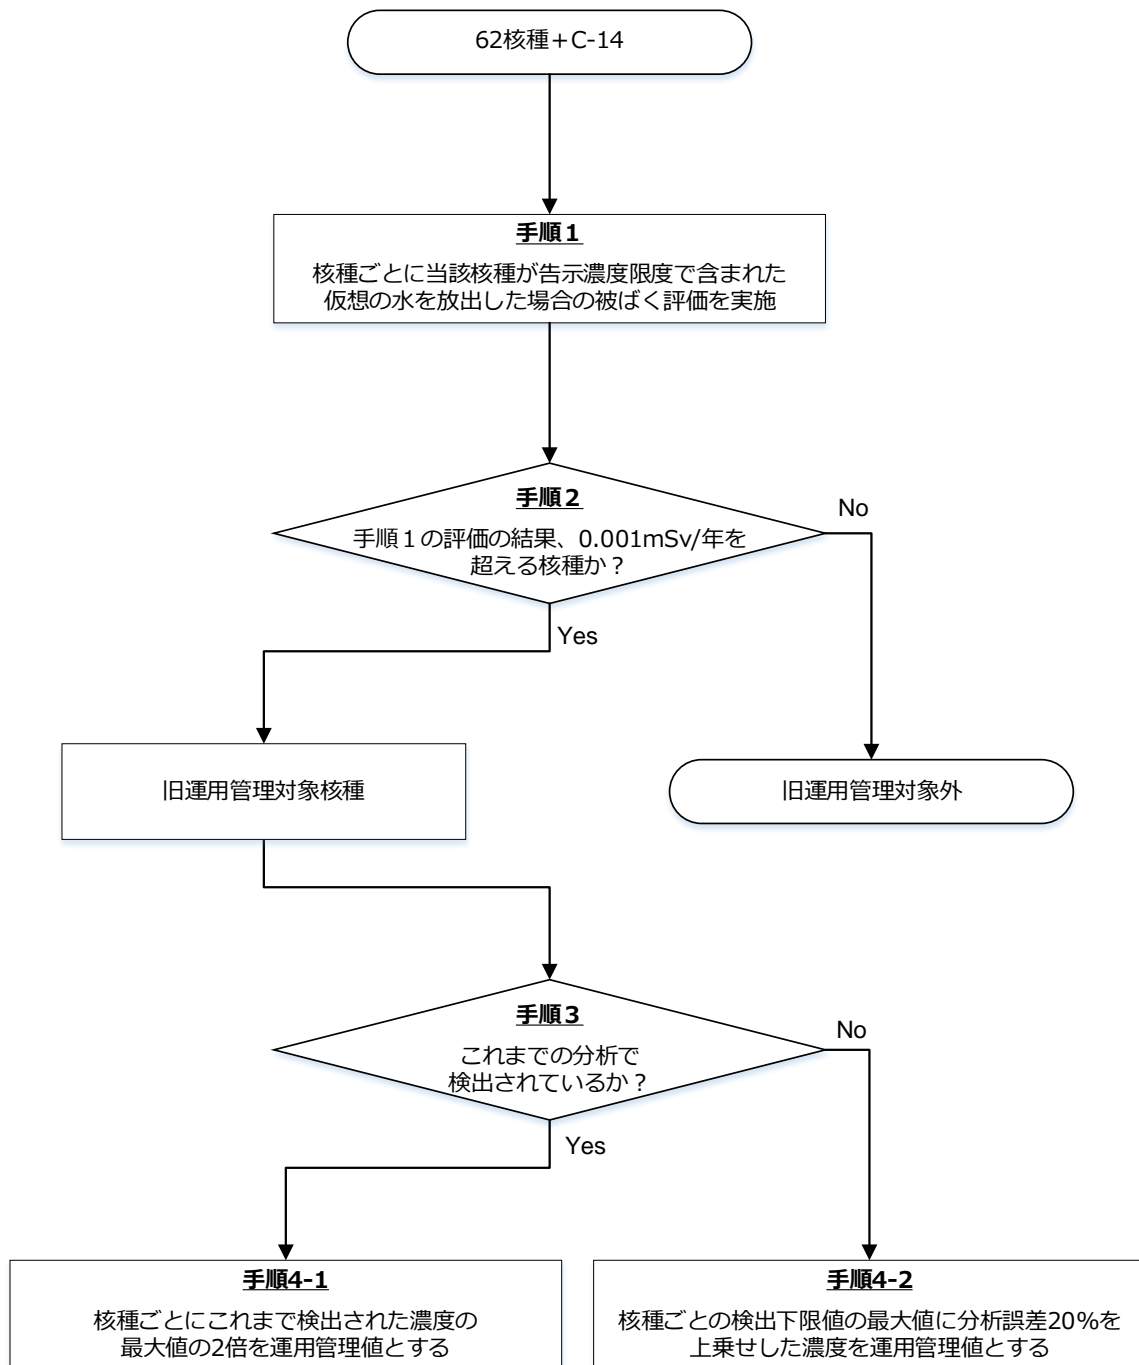 62核種＋C-14
手順１
核種ごとに当該核種が告示濃度限度で含まれた
仮想の水を放出した場合の被ばく評価を実施
手順２
手順１の評価の結果、0.001mSv/年を
超える核種か？
No
Yes
旧運用管理対象核種
旧運用管理対象外
手順３
これまでの分析で
検出されているか？
No
Yes
手順4-1
核種ごとにこれまで検出された濃度の
最大値の2倍を運用管理値とする
手順4-2
核種ごとの検出下限値の最大値に分析誤差20%を
上乗せした濃度を運用管理値とする